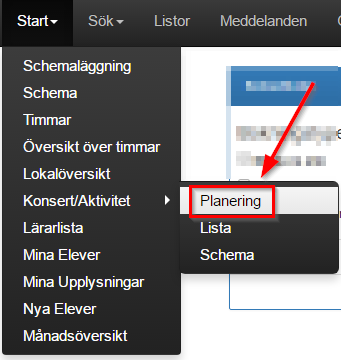 Start Sök Listor Meddelanden
Schemaläggning
Schema
Timmar
Översikt över timmar
Lokalöversikt
Konsert/Aktivitet
Planering
Lärarlista
Lista
Mina Elever
Schema
Mina Upplysningar
Nya Elever
Månadsöversikt